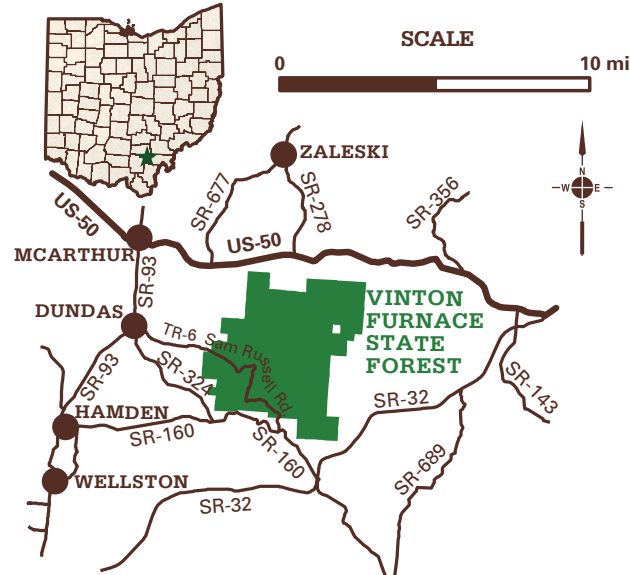 SCALE
0 10 mi
ZALESKI
SR-677
SR-278
SR-356
N
W E
S
US-50
US-50
MCARTHUR
SR-93
DUNDAS
VINTON
FURNACE
STATE
FOREST
TR-6 Sam Russell Rd
SR-93
SR-324
SR-32
SR-143
HAMDEN
SR-160
SR-160
SR-689
WELLSTON
SR-32